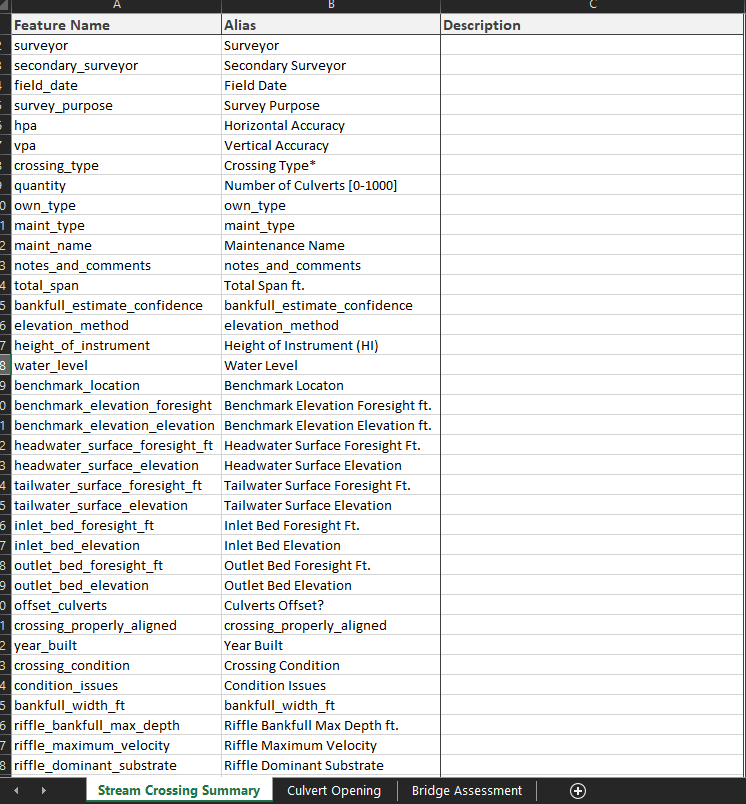 A B C
Feature Name Alias Description
surveyor Surveyor
secondary_surveyor Secondary Surveyor
field_date Field Date
survey_purpose Survey Purpose
hpa Horizontal Accuracy
vpa Vertical Accuracy
crossing_type Crossing Type*
quantity Number of Culverts [0-1000]
own_type own_type
maint_type maint_type
maint_name Maintenance Name
notes_and_comments notes_and_comments
total_span Total Span ft.
bankfull_estimate_confidence bankfull_estimate_confidence
elevation_method elevation_method
height_of_instrument Height of Instrument (HI)
water_level Water Level
benchmark_location Benchmark Locaton
benchmark_elevation_foresight Benchmark Elevation Foresight ft.
benchmark_elevation_elevation Benchmark Elevation Elevation ft.
headwater_surface_foresight_ft Headwater Surface Foresight Ft.
headwater_surface_elevation Headwater Surface Elevation
tailwater_surface_foresight_ft Tailwater Surface Foresight Ft.
tailwater_surface_elevation Tailwater Surface Elevation
inlet_bed_foresight_ft Inlet Bed Foresight Ft.
inlet_bed_elevation Inlet Bed Elevation
outlet_bed_foresight_ft Outlet Bed Foresight Ft.
outlet_bed_elevation Outlet Bed Elevation
offset_culverts Culverts Offset?
crossing_properly_aligned crossing_properly_aligned
year_built Year Built
crossing_condition Crossing Condition
condition_issues Condition Issues
bankfull_width_ft bankfull_width_ft
riffle_bankfull_max_depth Riffle Bankfull Max Depth ft.
riffle_maximum_velocity Riffle Maximum Velocity
riffle_dominant_substrate Riffle Dominant Substrate
Stream Crossing Summary Culvert Opening Bridge Assessment